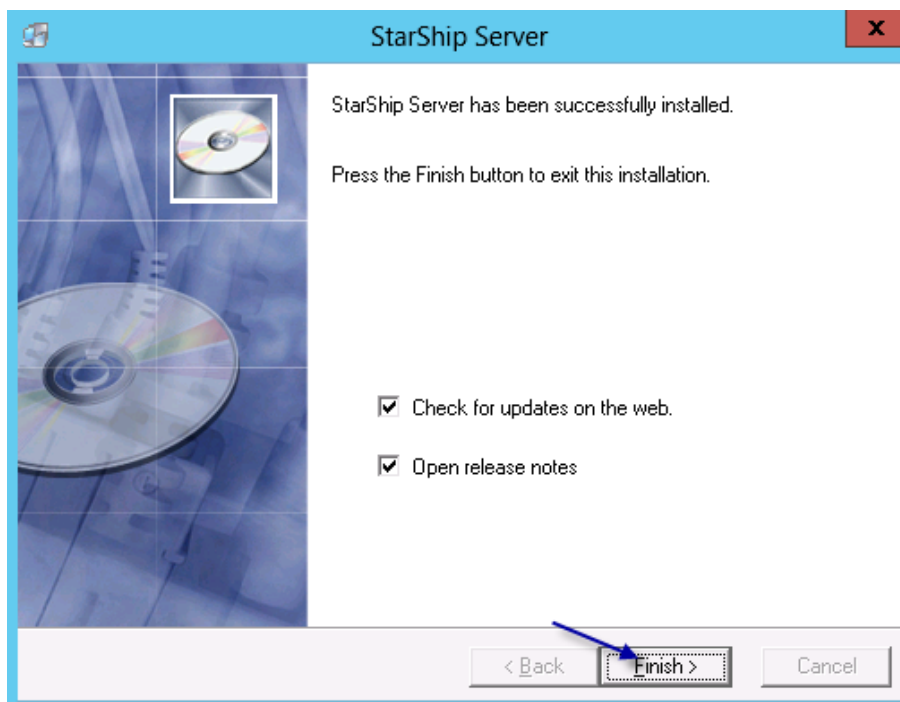 StarShip Server
x
StarShip Server has been successfully installed.
Press the Finish button to exit this installation.
Check for updates on the web.
Open release notes
< Back
Finish >
Cancel